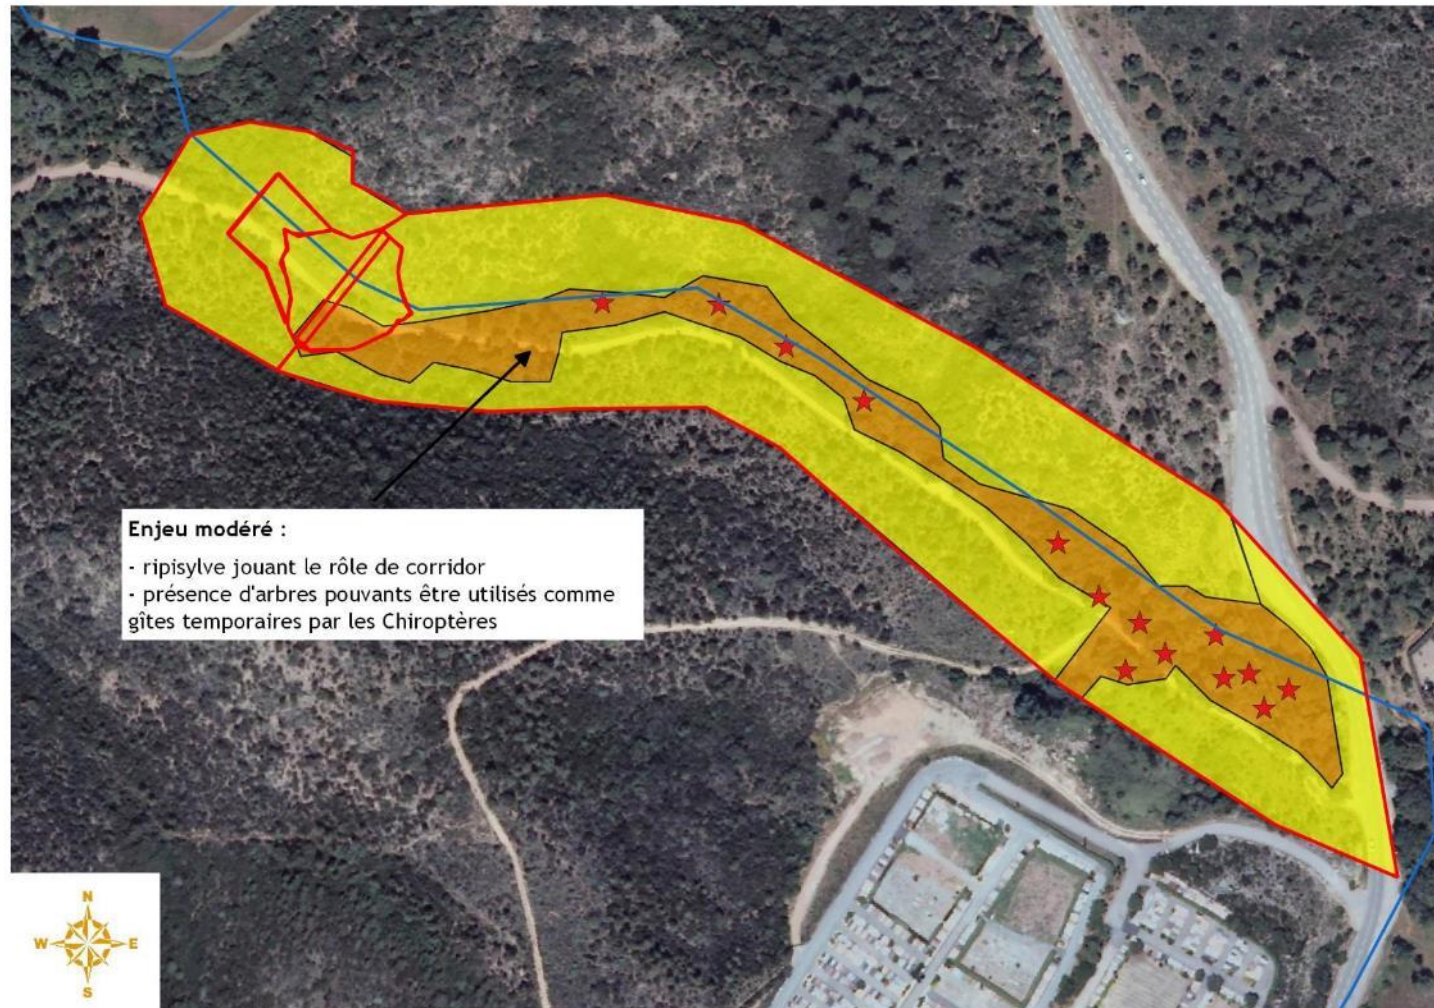 Enjeu modéré :
- ripisylve jouant le rôle de corridor
- présence d'arbres pouvants être utilisés comme
gîtes temporaires par les Chiroptères
N
W E
S